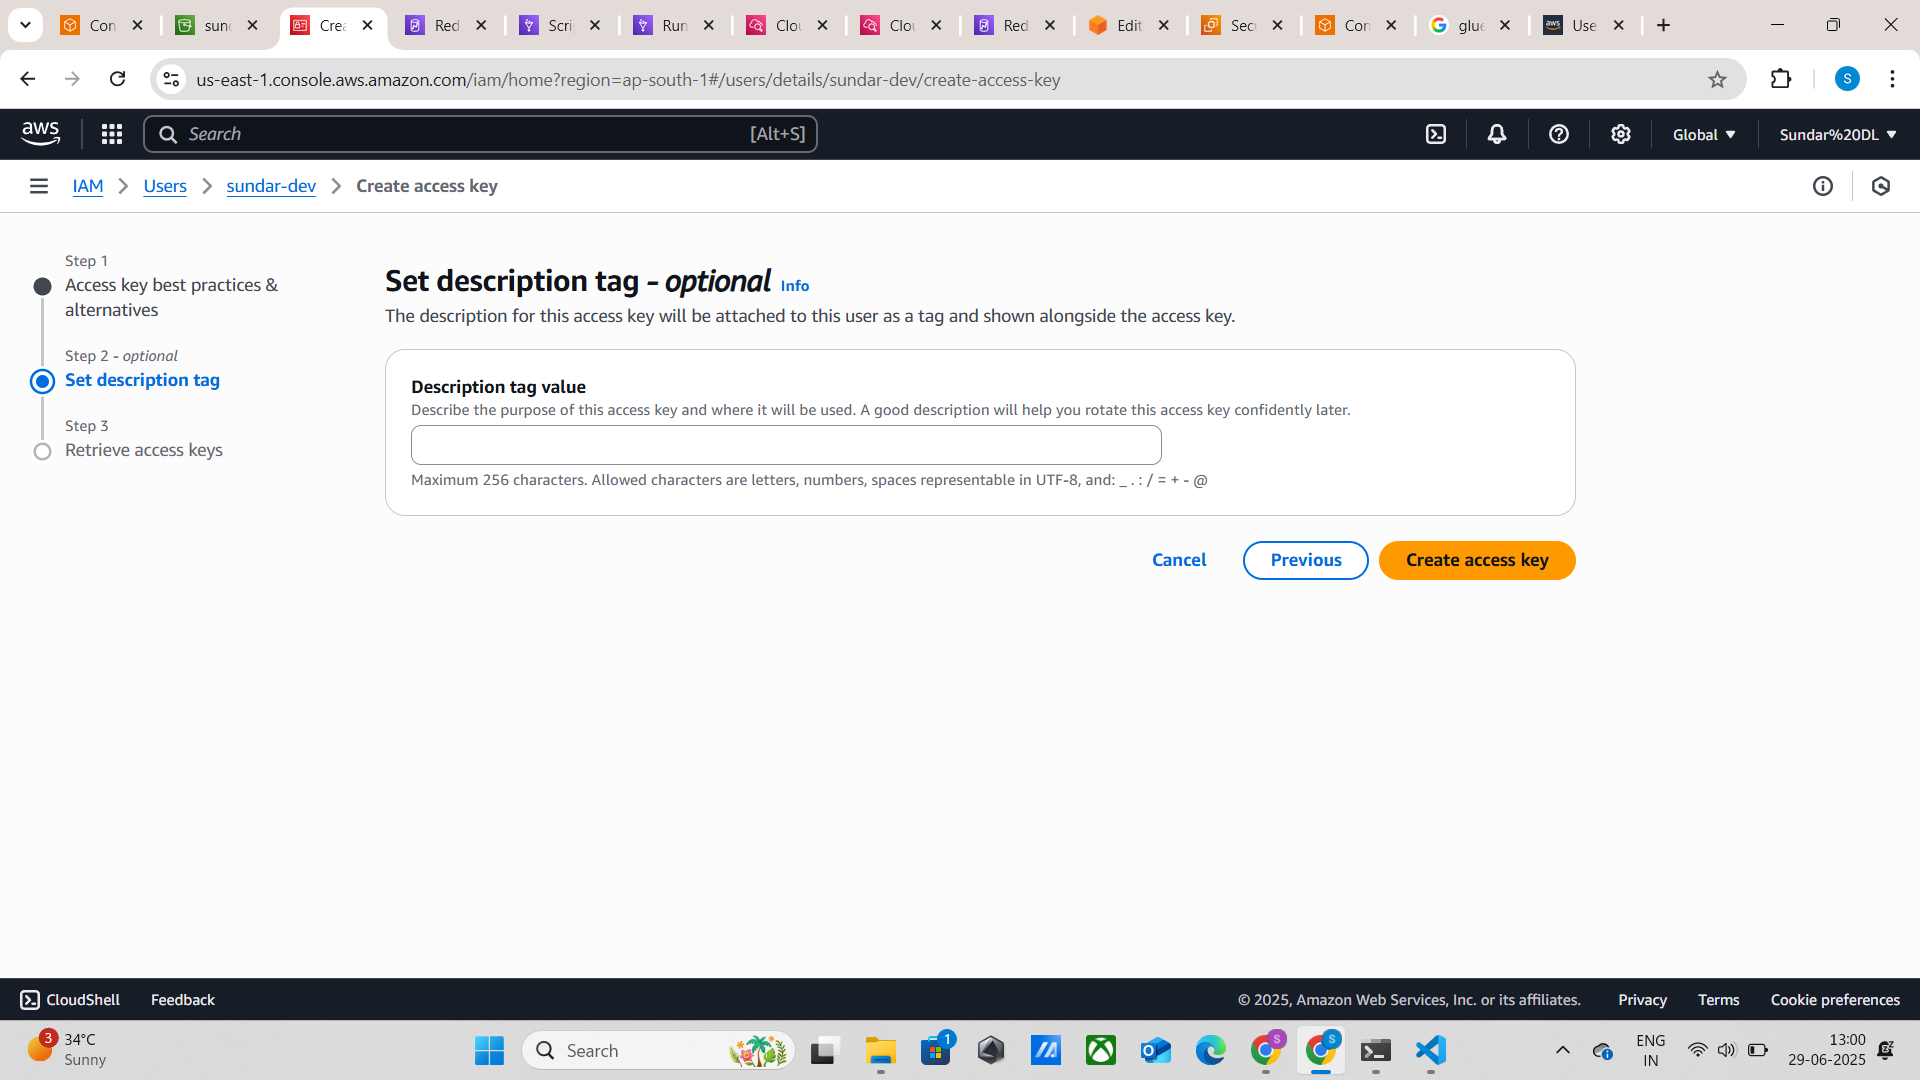 Con
sund
Crea
Red
Scri
Run
Clou
Clou
Red
Edit
Secu
Con
glue
Use
us-east-1.console.aws.amazon.com/iam/home?region=ap-south-1#/users/details/sundar-dev/create-access-key
S
aws
Search
[Alt+S]
Global
Sundar%20DL
IAM
Users
sundar-dev
Create access key
Step 1
Access key best practices &
alternatives
Step 2 - optional
Set description tag
Step 3
Retrieve access keys
Set description tag - optional Info
The description for this access key will be attached to this user as a tag and shown alongside the access key.
Description tag value
Describe the purpose of this access key and where it will be used. A good description will help you rotate this access key confidently later.
Maximum 256 characters. Allowed characters are letters, numbers, spaces representable in UTF-8, and: _ . : / = + - @
Cancel
Previous
Create access key
CloudShell
Feedback
© 2025, Amazon Web Services, Inc. or its affiliates.
Privacy
Terms
Cookie preferences
3
34°C
Sunny
Search
1
S
S
ENG
IN
13:00
29-06-2025